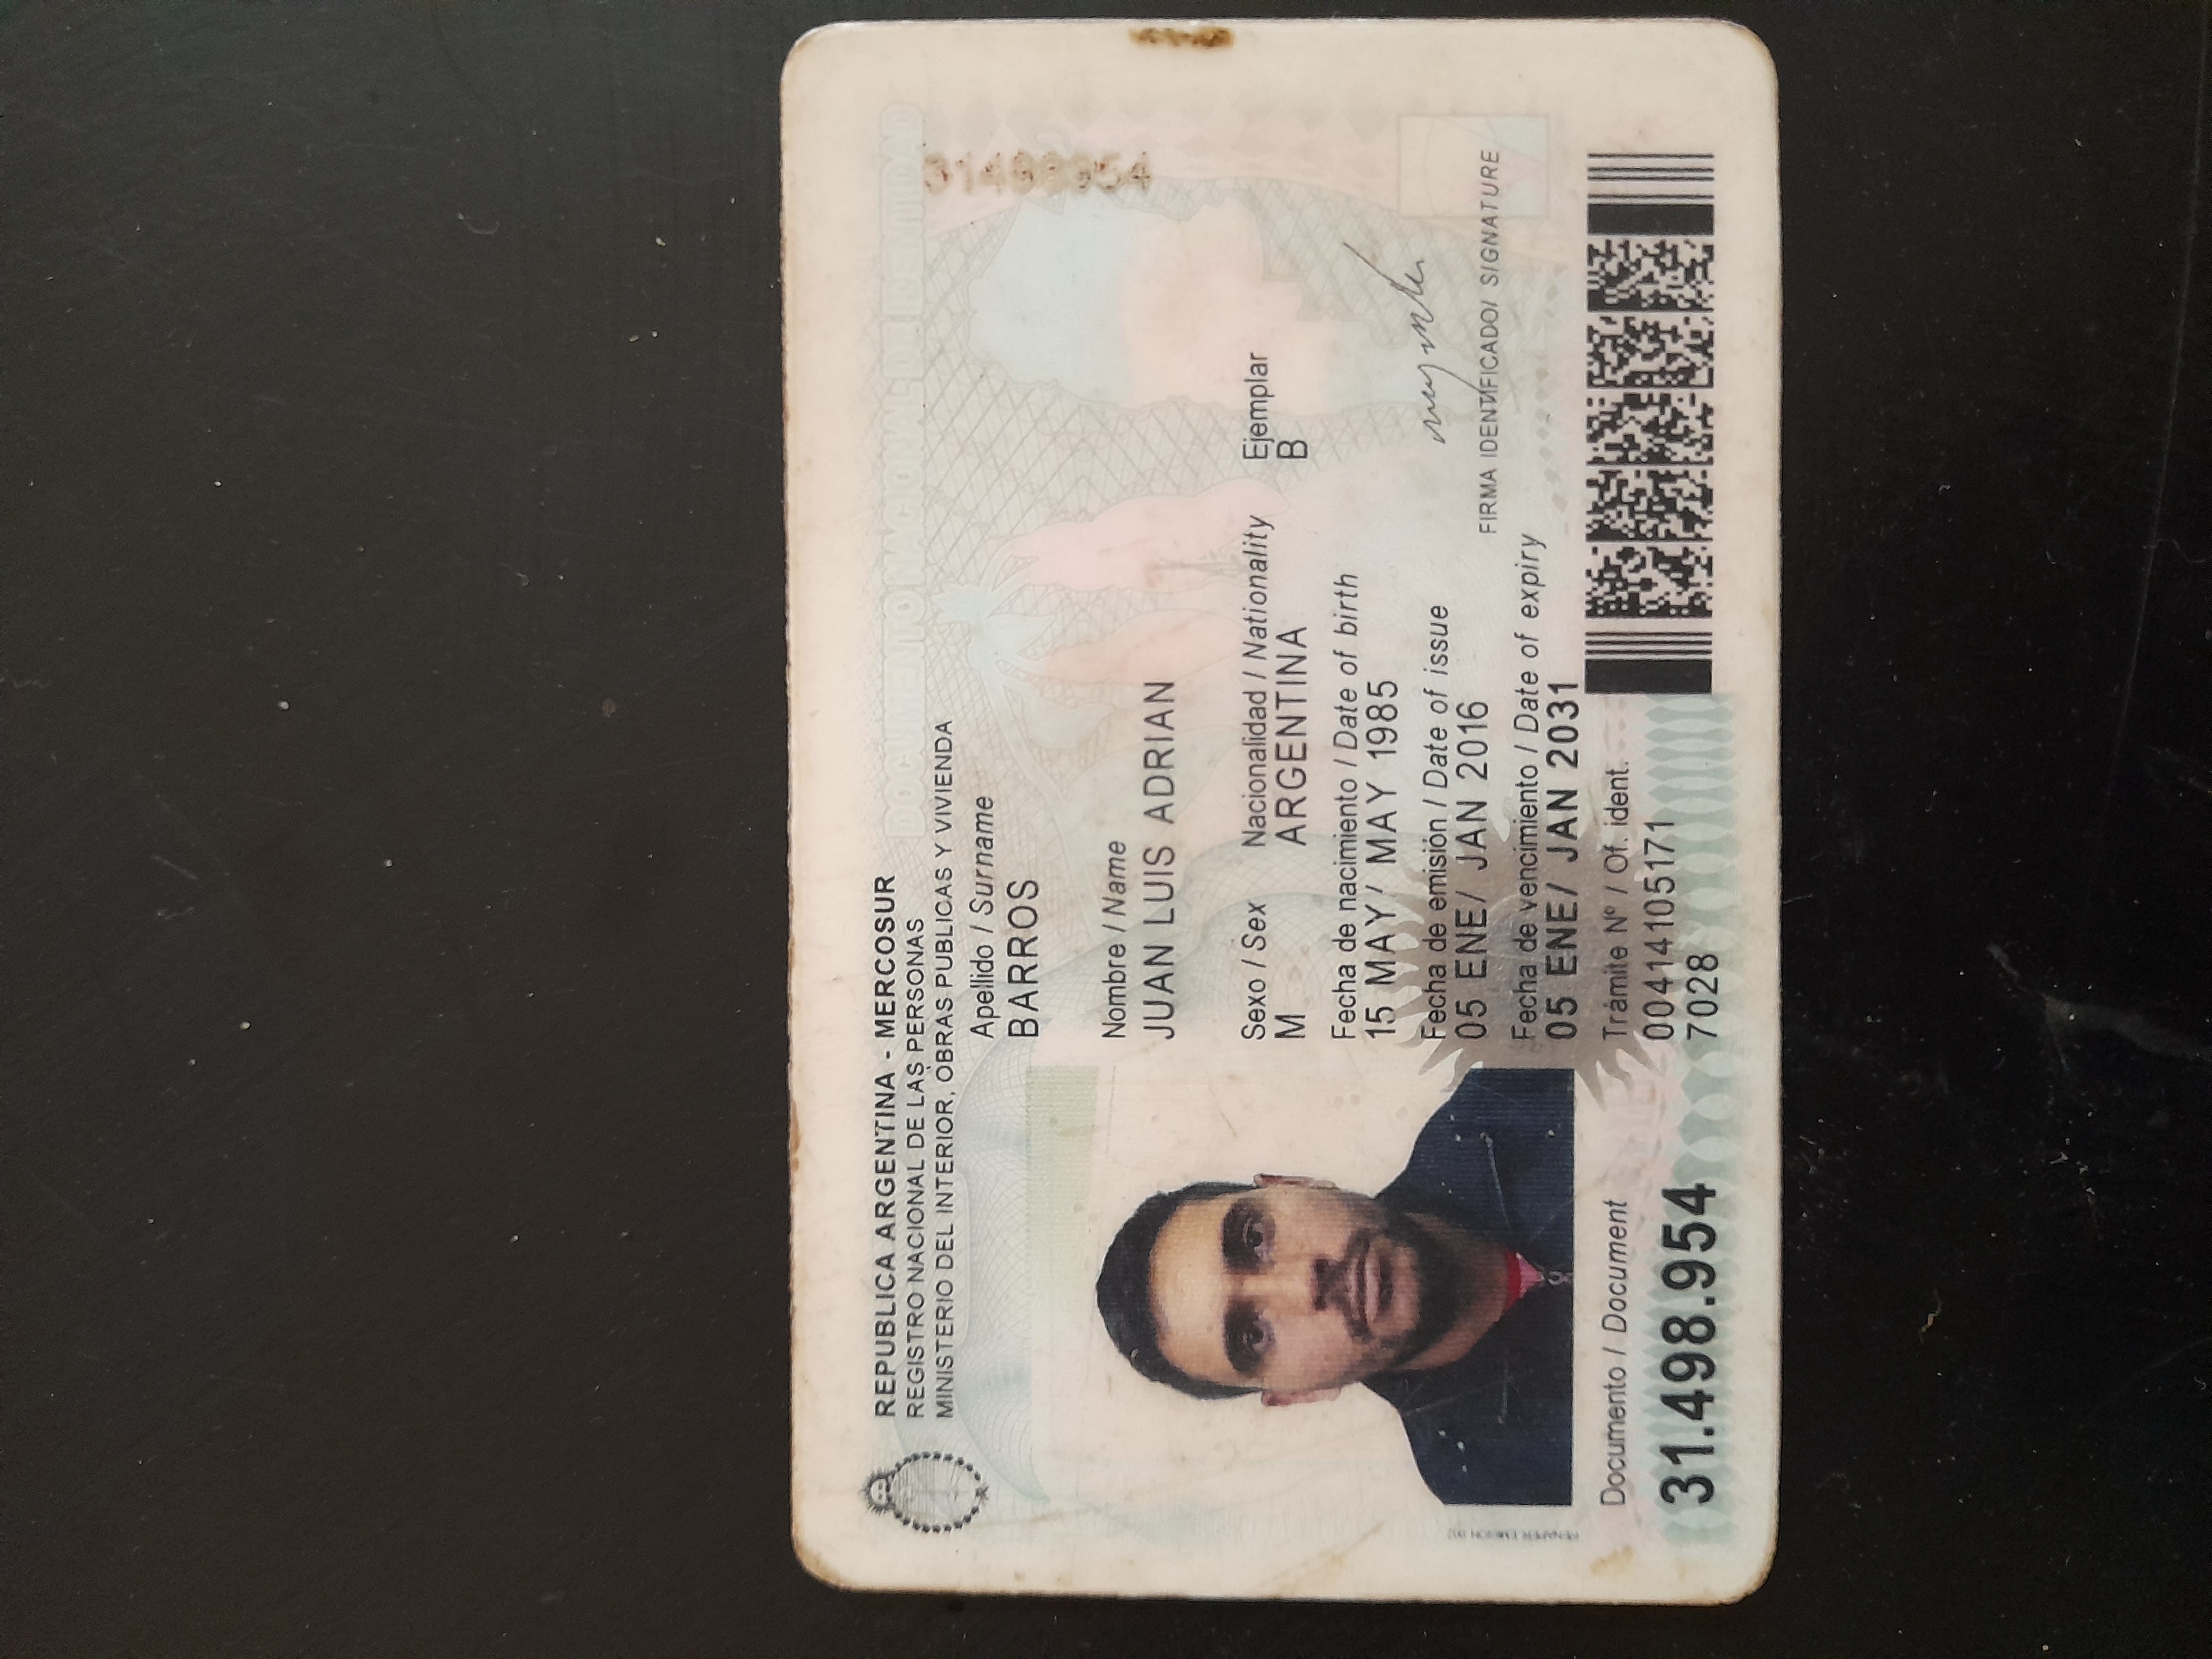 REPUBLICA ARGENTINA - MERCOSUR
REGISTRO NACIONAL DE LAS PERSONAS
MINISTERIO DEL INTERIOR, OBRAS PUBLICAS Y VIVIENDA
DOCUMENTO NACIONAL DE IDENTIDAD
Apellido / Surname
BARROS
Nombre / Name
JUAN LUIS ADRIAN
Sexo / Sex Nacionalidad / Nationality Ejemplar
M ARGENTINA B
Fecha de nacimiento / Date of birth
15 MAY/ MAY 1985
Fecha de emisión / Date of issue
05 ENE/ JAN 2016
FIRMA IDENTIFICADO/ SIGNATURE
Fecha de vencimiento / Date of expiry
05 ENE/ JAN 2031
Documento / Document
31.498.954
Trámite Nº / Of. ident.
00414105171
7028